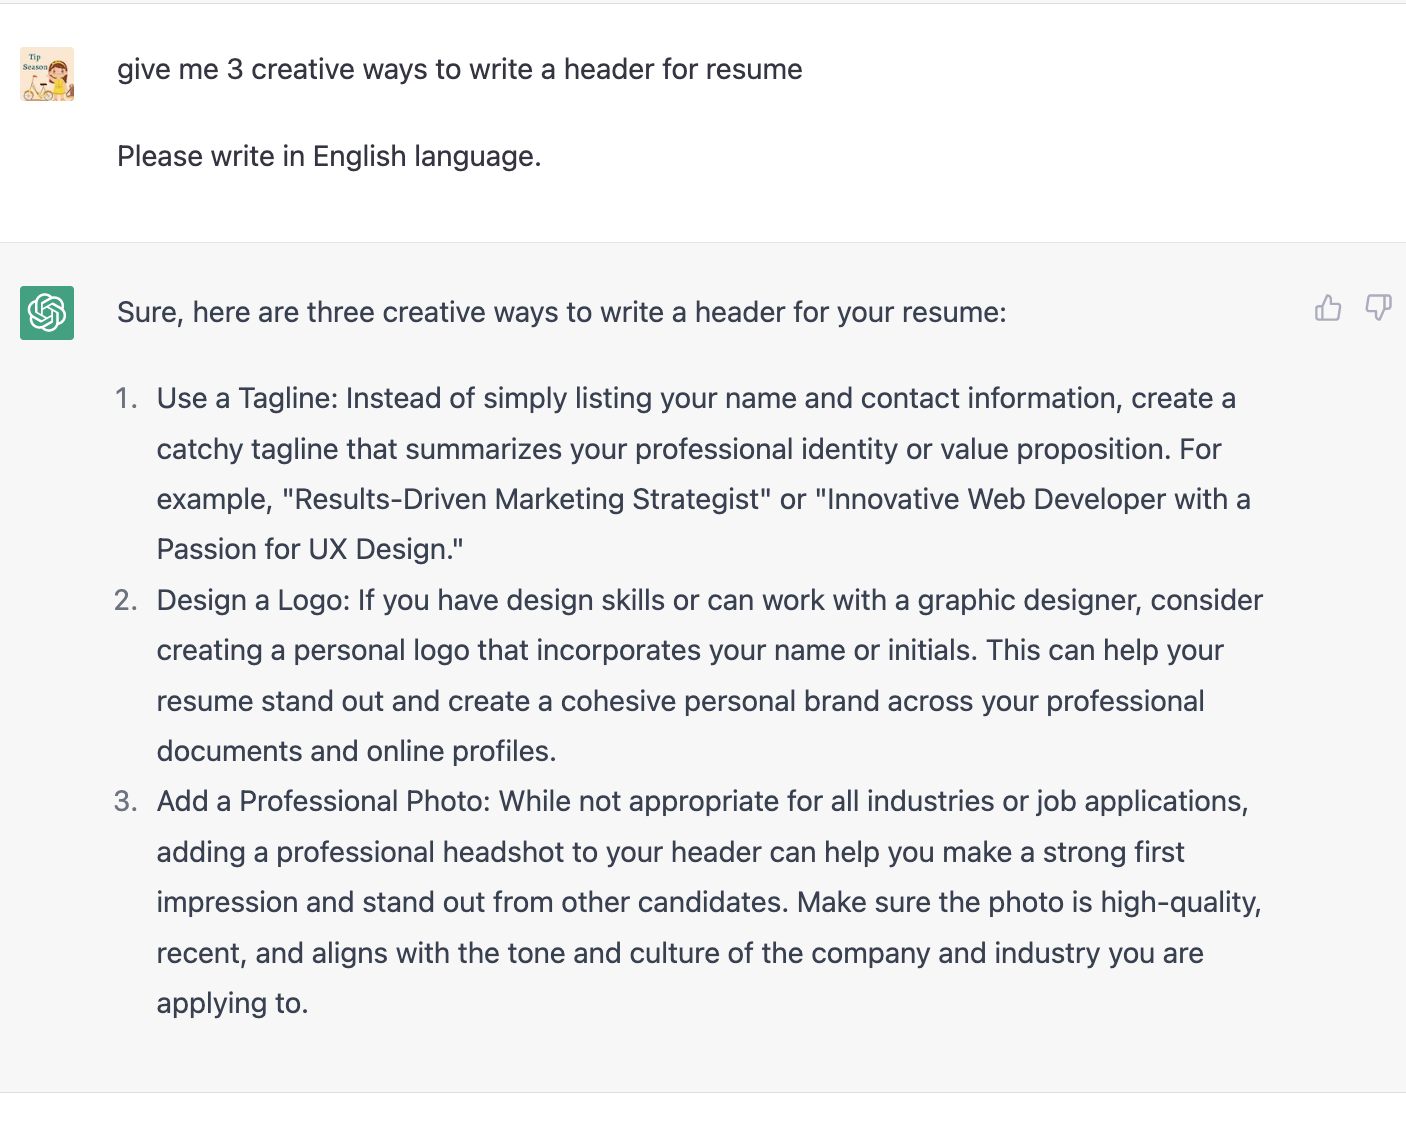 Tip
Season
give me 3 creative ways to write a header for resume
Please write in English language.
Sure, here are three creative ways to write a header for your resume:
1. Use a Tagline: Instead of simply listing your name and contact information, create a
catchy tagline that summarizes your professional identity or value proposition. For
example, "Results-Driven Marketing Strategist" or "Innovative Web Developer with a
Passion for UX Design."
2. Design a Logo: If you have design skills or can work with a graphic designer, consider
creating a personal logo that incorporates your name or initials. This can help your
resume stand out and create a cohesive personal brand across your professional
documents and online profiles.
3. Add a Professional Photo: While not appropriate for all industries or job applications,
adding a professional headshot to your header can help you make a strong first
impression and stand out from other candidates. Make sure the photo is high-quality,
recent, and aligns with the tone and culture of the company and industry you are
applying to.